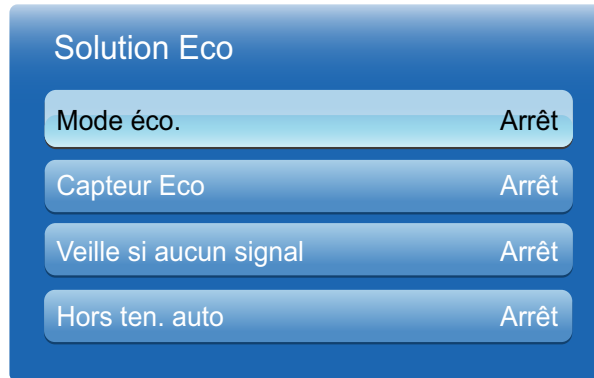 Solution Eco
Mode éco. Arrêt
Capteur Eco Arrêt
Veille si aucun signal Arrêt
Hors ten. auto Arrêt